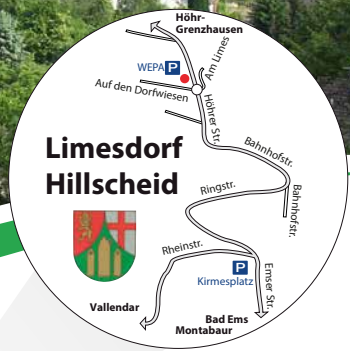 Höhr-
Grenzhausen
WEPA P
Am Limes
Auf den Dorfwiesen
Höhrer Str.
Limesdorf
Hillscheid
Bahnhofstr.
Ringstr.
Bahnhofstr.
Rheinstr.
P
Kirmesplatz
Emser Str.
Vallendar
Bad Ems
Montabaur